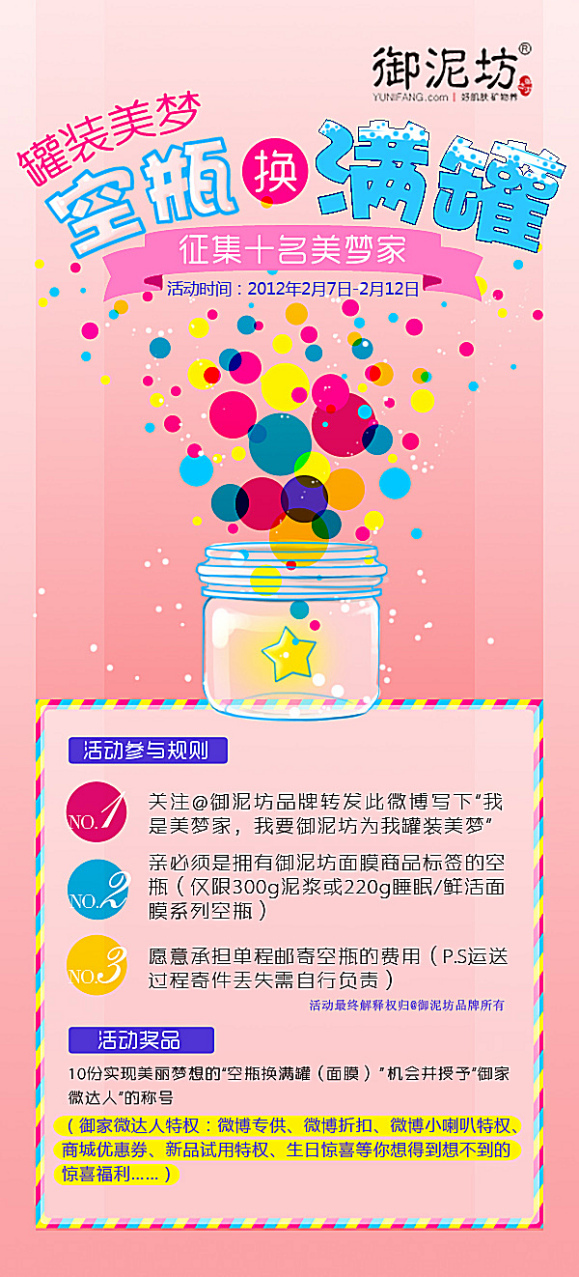 御泥坊®
YUNIFANG.com | 好肌肤 矿物养
罐装美梦
空瓶换满罐
征集十名美梦家
活动时间：2012年2月7日-2月12日
活动参与规则
NO.1
关注@御泥坊品牌转发此微博写下“我
是美梦家，我要御泥坊为我罐装美梦”
NO.2
亲必须是拥有御泥坊面膜商品标签的空
瓶（仅限300g泥浆或220g睡眠/鲜活面
膜系列空瓶）
NO.3
愿意承担单程邮寄空瓶的费用（P.S运送
过程寄件丢失需自行负责）
活动最终解释权归@御泥坊品牌所有
活动奖品
10份实现美丽梦想的“空瓶换满罐（面膜）”机会并授予“御家
微达人”的称号
（御家微达人特权：微博专供、微博折扣、微博小喇叭特权、
商城优惠券、新品试用特权、生日惊喜等你想得到想不到的
惊喜福利……）